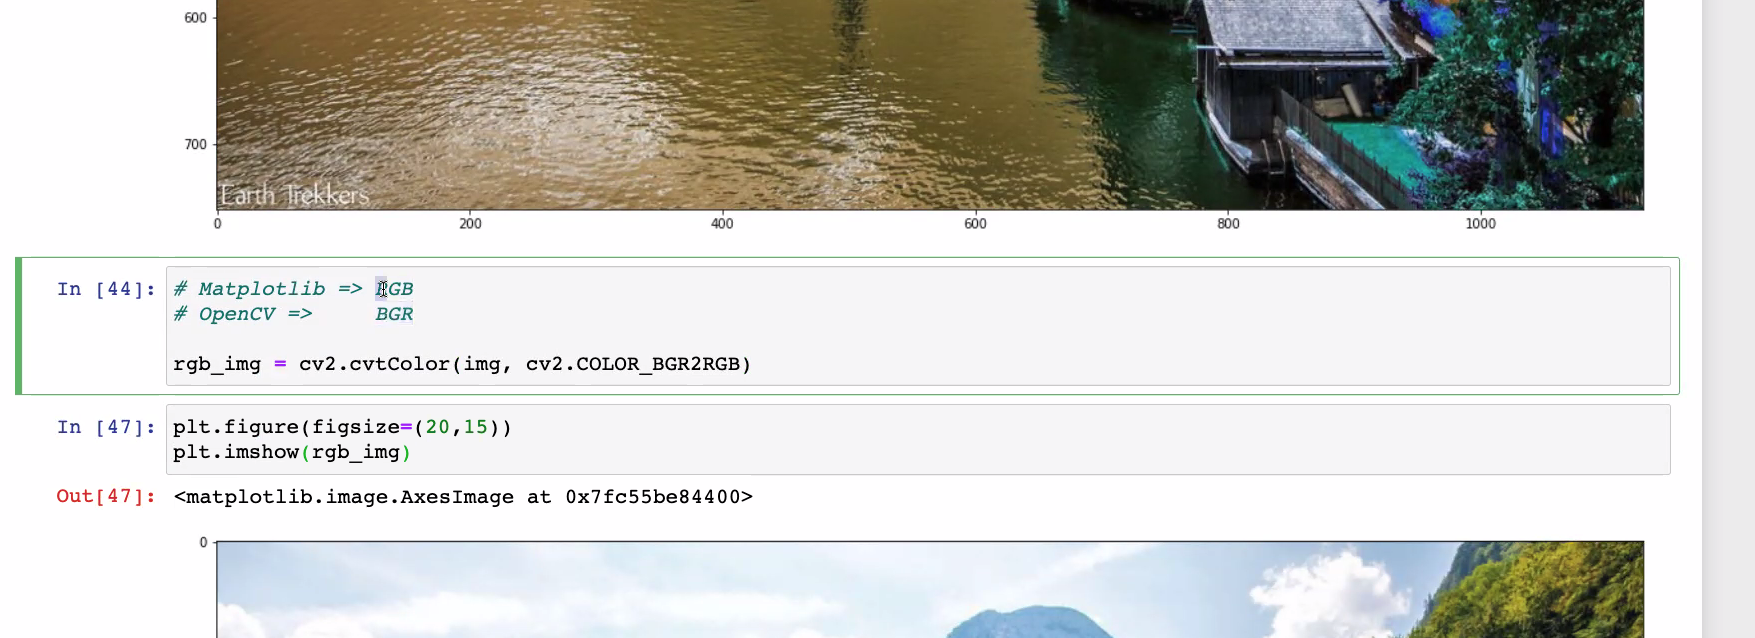 600
700
Earth Trekkers
0 200 400 600 800 1000
In [44]: # Matplotlib => RGB
# OpenCV => BGR
rgb_img = cv2.cvtColor(img, cv2.COLOR_BGR2RGB)
In [47]: plt.figure(figsize=(20,15))
plt.imshow(rgb_img)
Out[47]: <matplotlib.image.AxesImage at 0x7fc55be84400>
0